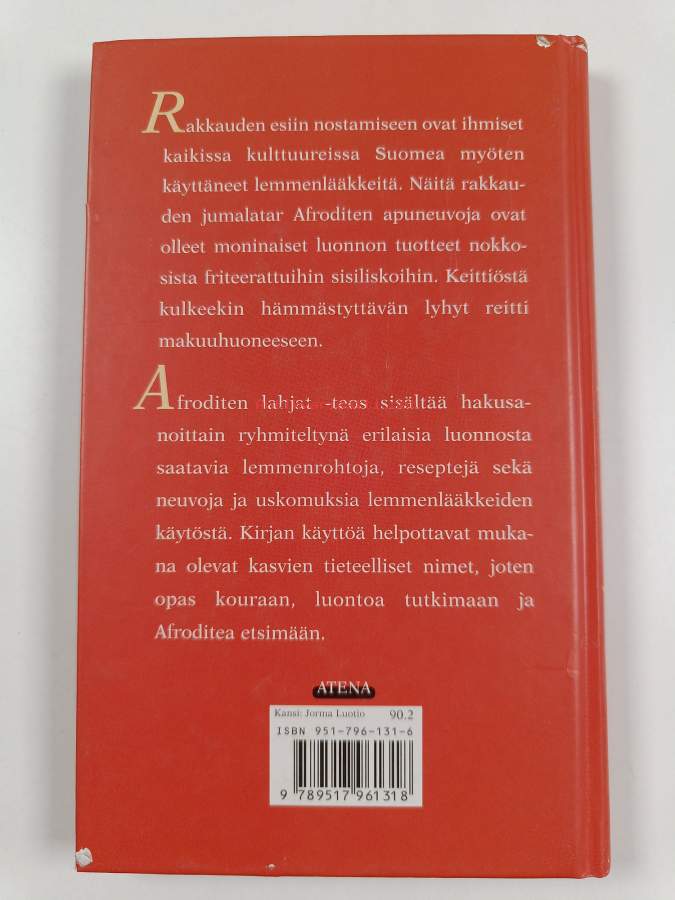 Rakkauden esiin nostamiseen ovat ihmiset
kaikissa kulttuureissa Suomea myöten
käyttäneet lemmenlääkkeitä. Näitä rakkau-
den jumalatar Afroditen apuneuvoja ovat
olleet moninaiset luonnon tuotteet nokko-
sista friteerattuihin sisiliskoihin. Keittiöstä
kulkeekin hämmästyttävän lyhyt reitti
makuuhuoneeseen.
Afroditen lahjat -teos sisältää hakusa-
noittain ryhmiteltynä erilaisia luonnosta
saatavia lemmenrohtoja, reseptejä sekä
neuvoja ja uskomuksia lemmenlääkkeiden
käytöstä. Kirjan käyttöä helpottavat muka-
na olevat kasvien tieteelliset nimet, joten
opas kouraan, luontoa tutkimaan ja
Afroditea etsimään.
ATENA
Kansi: Jorma Luotio 90.2
ISBN 951-796-131-6
9 789517 961318